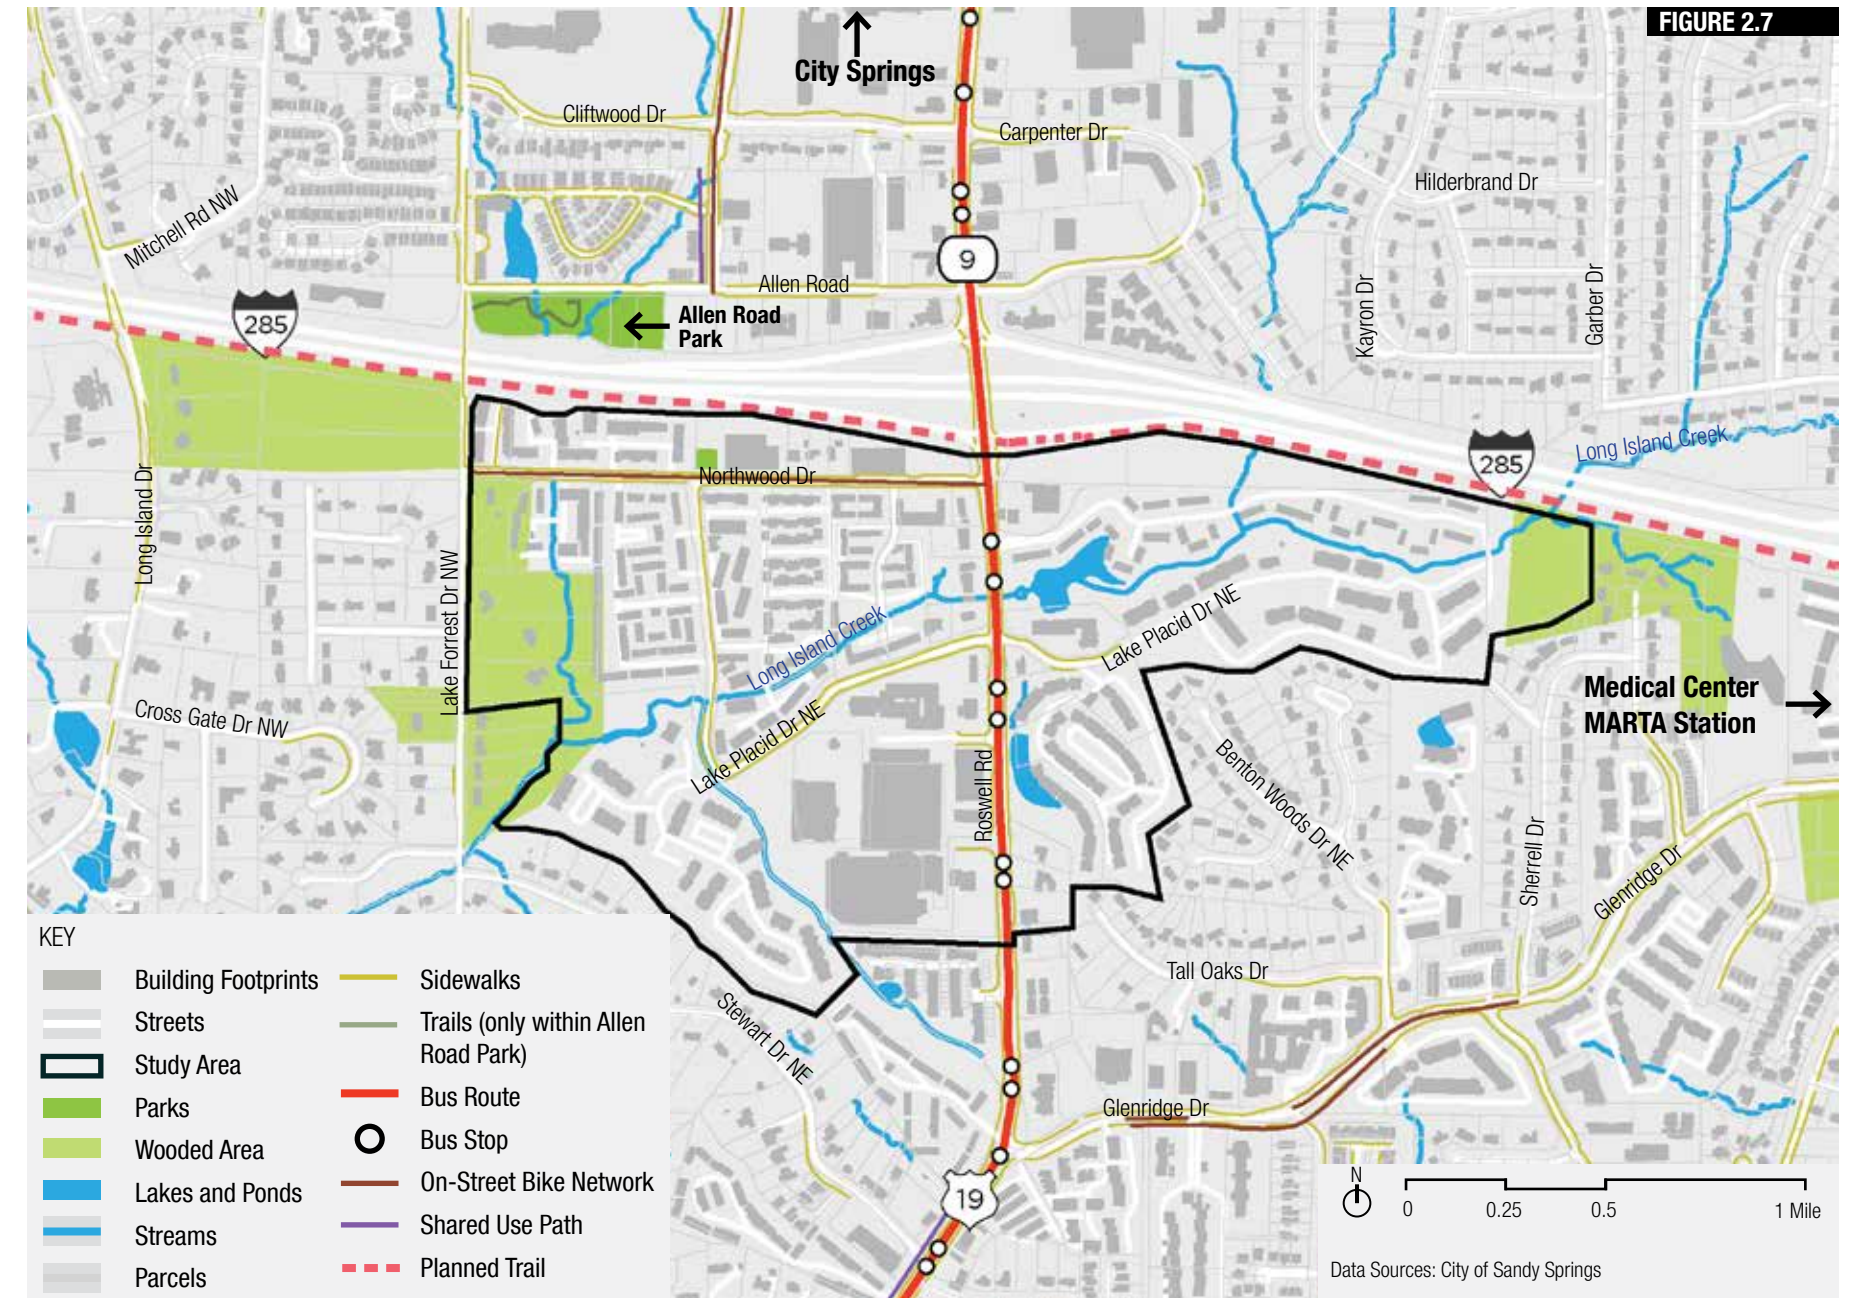 FIGURE 2.7
City Springs
Cliftwood Dr
Carpenter Dr
Hilderbrand Dr
Mitchell Rd NW
9
Allen Road
Kayron Dr
Garber Dr
285
Allen Road
Park
Long Island Creek
285
Northwood Dr
Long Island Dr
Lake Forrest Dr NW
Long Island Creek
Lake Placid Dr NE
Medical Center
MARTA Station
Cross Gate Dr NW
Lake Placid Dr NE
Roswell Rd
Benton Woods Dr NE
Sherrell Dr
Glenridge Dr
Tall Oaks Dr
Stewart Dr NE
Glenridge Dr
19
KEY
Building Footprints
Streets
Study Area
Parks
Wooded Area
Lakes and Ponds
Streams
Parcels
Sidewalks
Trails (only within Allen
Road Park)
Bus Route
Bus Stop
On-Street Bike Network
Shared Use Path
Planned Trail
N
0 0.25 0.5 1 Mile
Data Sources: City of Sandy Springs